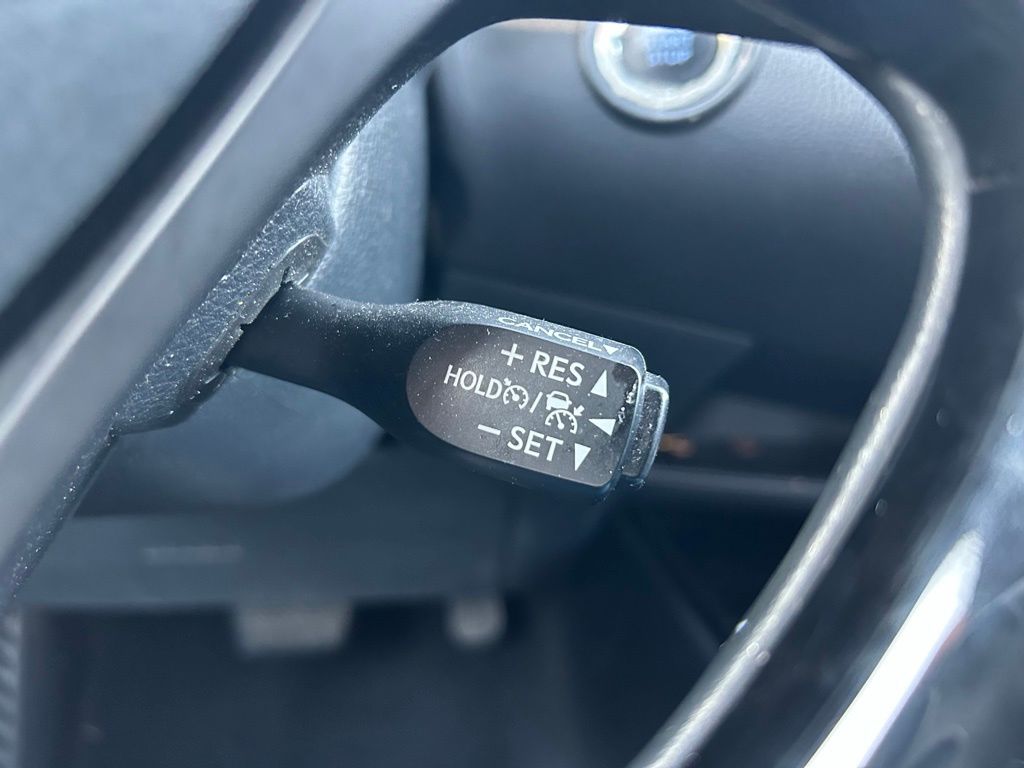 CANCEL▼
+ RES ▲
HOLD /
− SET ▼